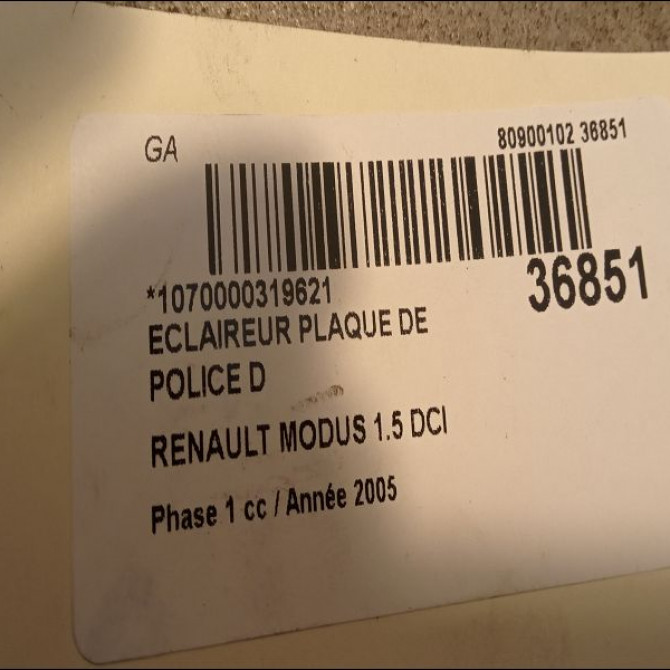 GA
80900102 36851
*1070000319621
36851
ECLAIREUR PLAQUE DE
POLICE D
RENAULT MODUS 1.5 DCI
Phase 1 cc / Année 2005